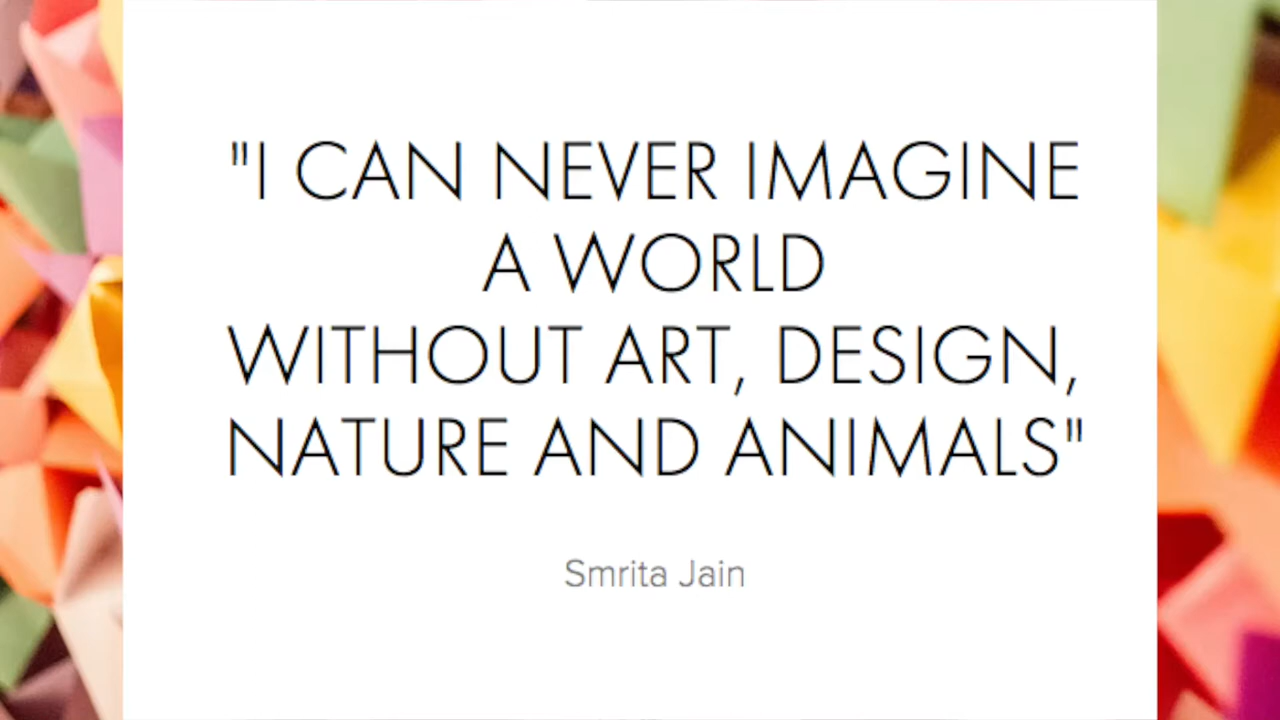 "I CAN NEVER IMAGINE
A WORLD
WITHOUT ART, DESIGN,
NATURE AND ANIMALS"
Smrita Jain